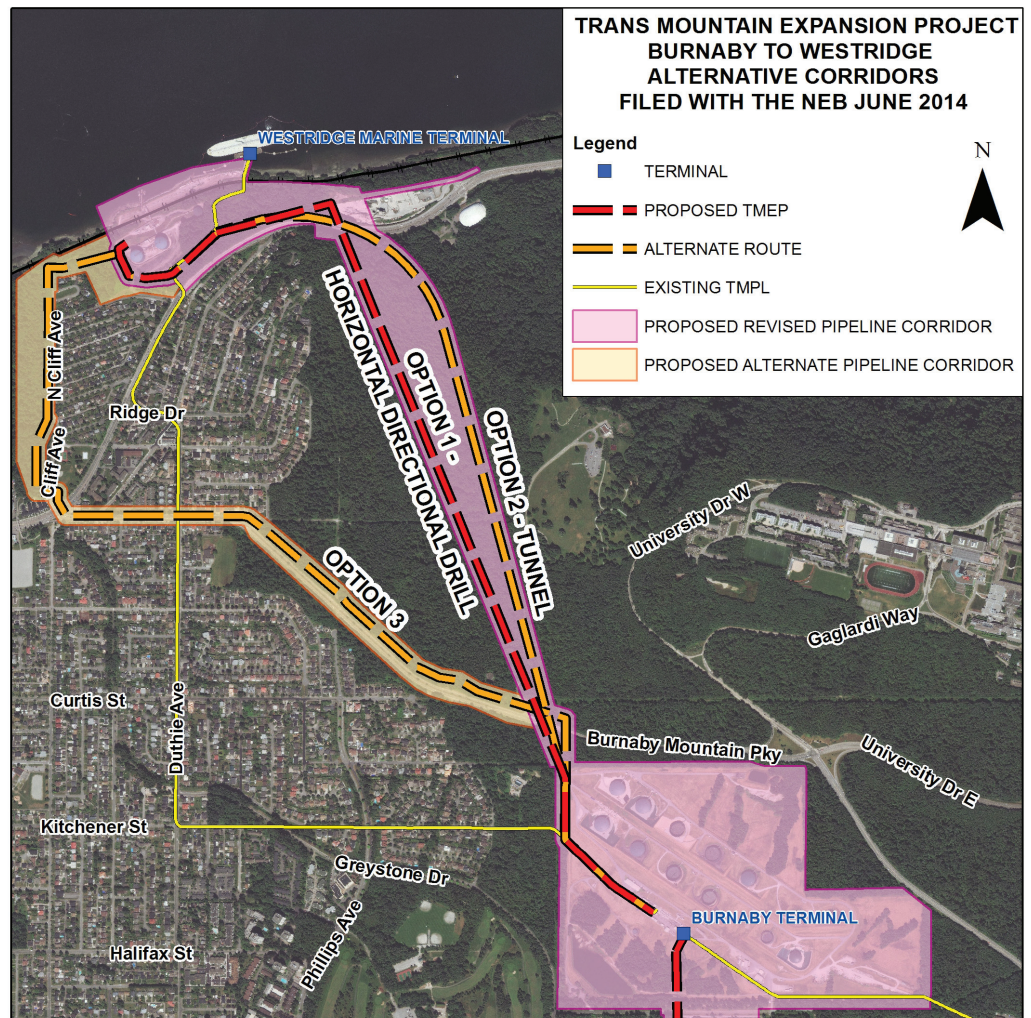 TRANS MOUNTAIN EXPANSION PROJECT
BURNABY TO WESTRIDGE
ALTERNATIVE CORRIDORS
FILED WITH THE NEB JUNE 2014
Legend
TERMINAL
PROPOSED TMEP
ALTERNATE ROUTE
EXISTING TMPL
PROPOSED REVISED PIPELINE CORRIDOR
PROPOSED ALTERNATE PIPELINE CORRIDOR
N
WESTRIDGE MARINE TERMINAL
N Cliff Ave
Cliff Ave
Ridge Dr
OPTION 1 -
HORIZONTAL DIRECTIONAL DRILL
OPTION 2 - TUNNEL
OPTION 3
University Dr W
Gaglardi Way
Curtis St
Duthie Ave
Burnaby Mountain Pky
University Dr E
Kitchener St
Greystone Dr
Phillips Ave
BURNABY TERMINAL
Halifax St